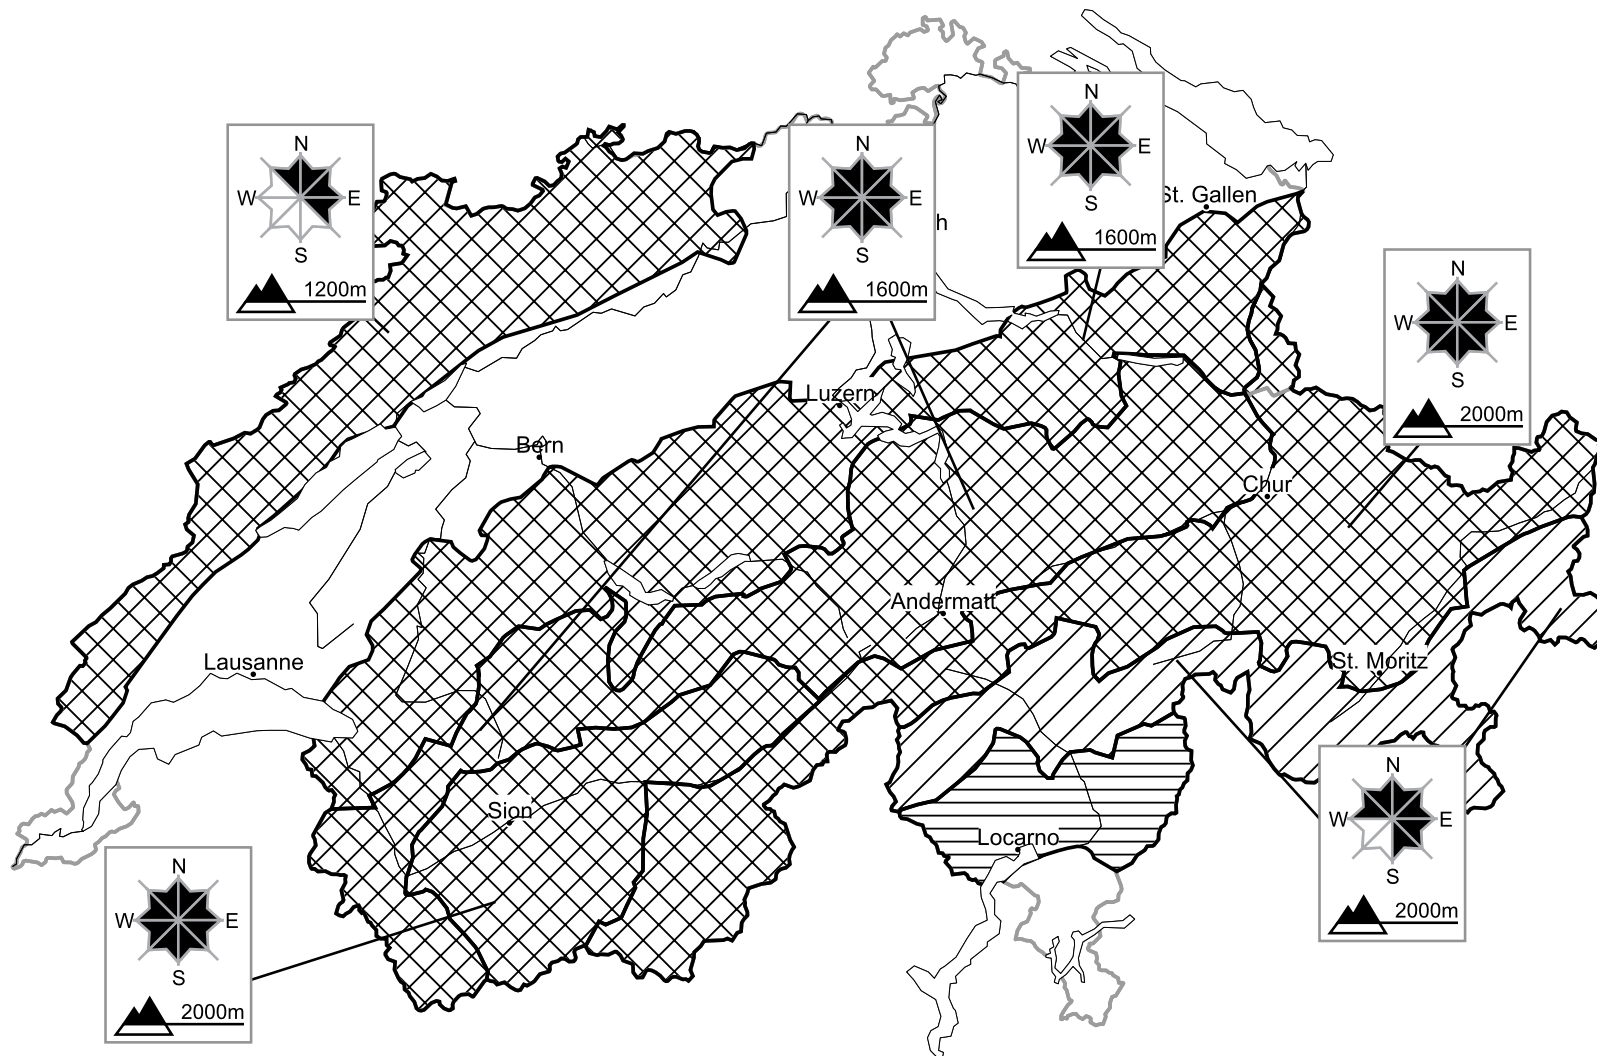 N
W E
S
1600m
N
W E
S
1200m
N
W E
S
1600m
St. Gallen
h
N
W E
S
2000m
Luzern
Bern
Chur
Andermatt
Lausanne
St. Moritz
Sion
Locarno
N
W E
S
2000m
N
W E
S
2000m